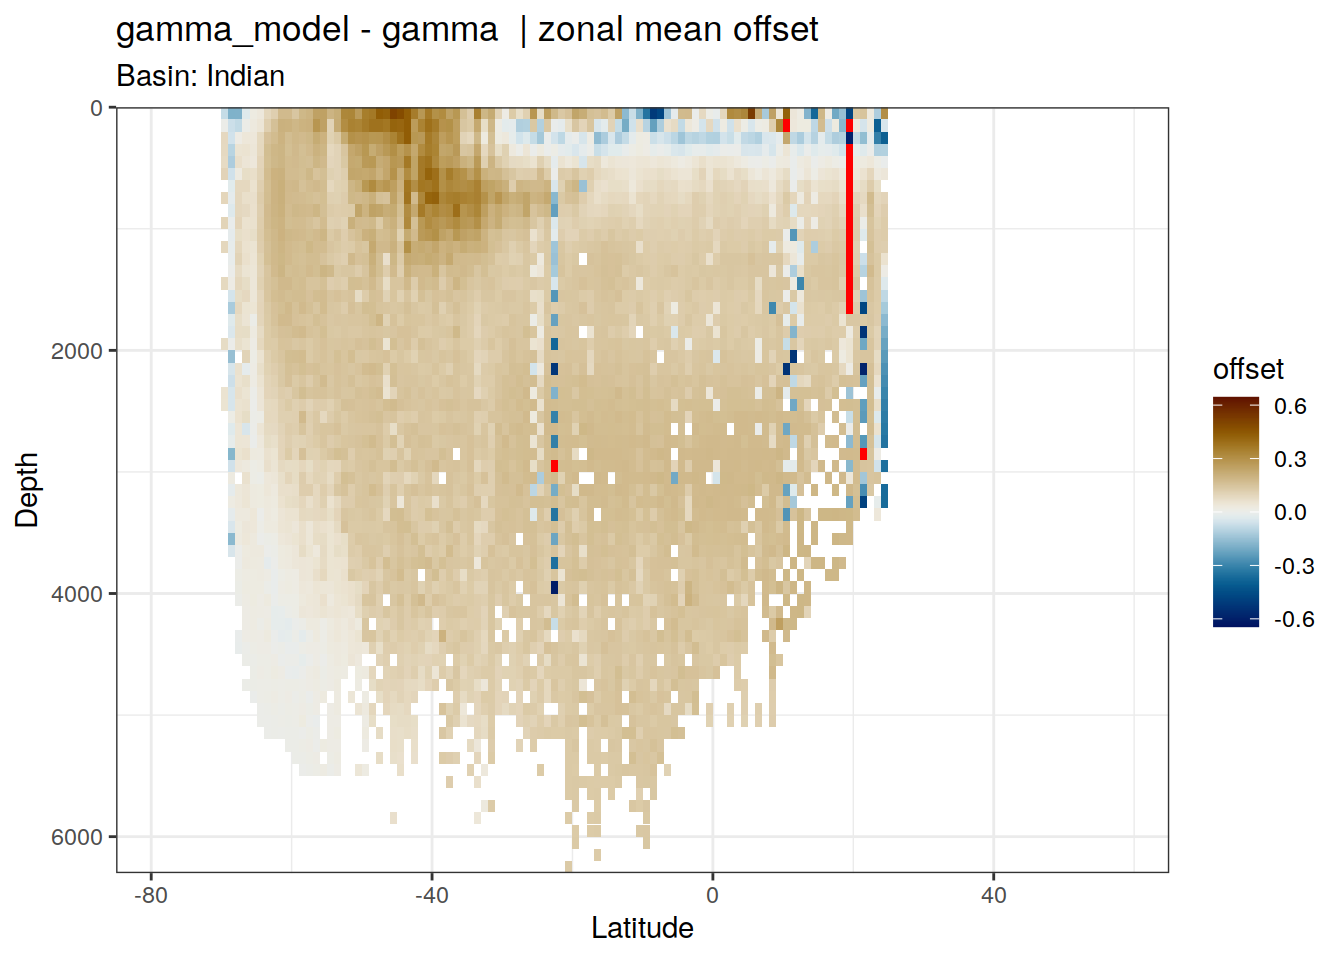 gamma_model - gamma | zonal mean offset
Basin: Indian
0
2000
4000
6000
Depth
-80
-40
0
40
Latitude
offset
0.6
0.3
0.0
-0.3
-0.6